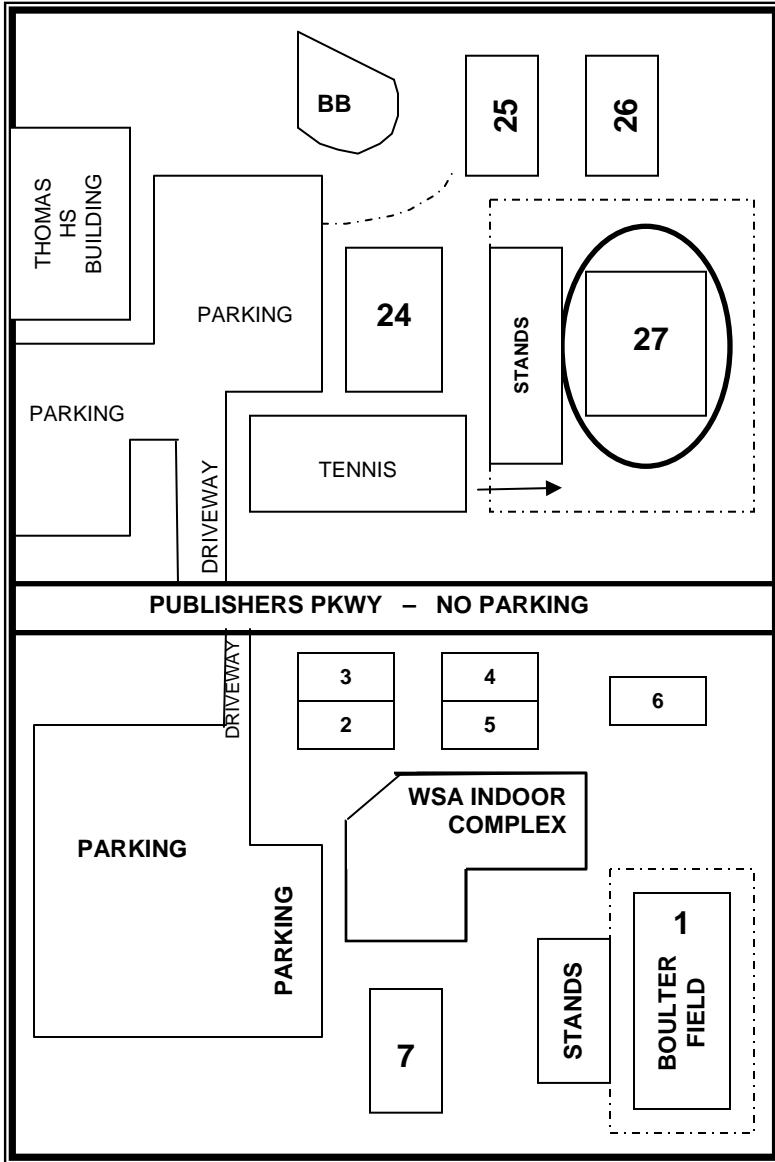 BB
25
26
THOMAS
HS
BUILDING
PARKING
24
STANDS
27
PARKING
TENNIS
DRIVEWAY
PUBLISHERS PKWY – NO PARKING
DRIVEWAY
3
4
6
2
5
WSA INDOOR
COMPLEX
PARKING
PARKING
1
BOULTER
FIELD
STANDS
7